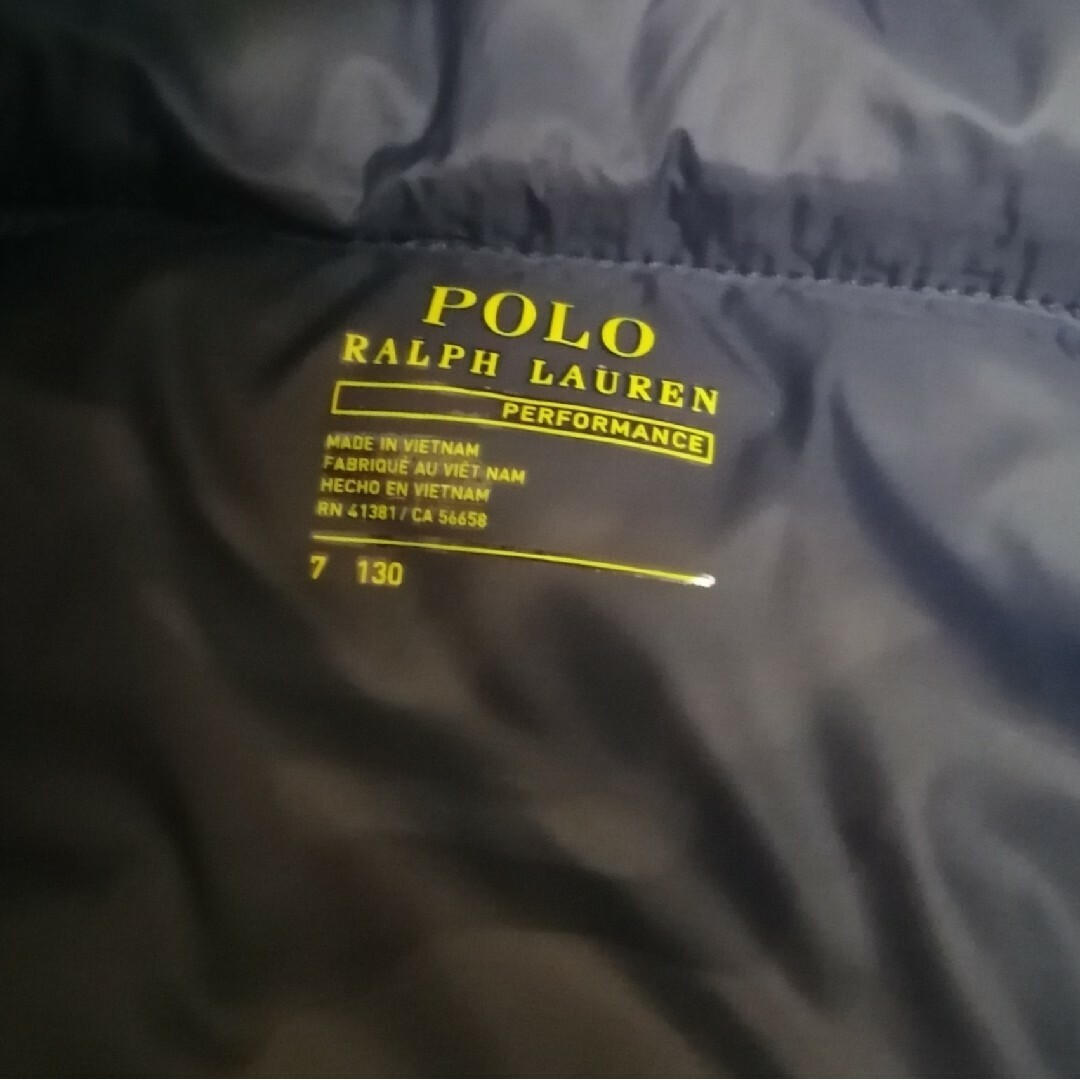 POLO
RALPH LAUREN
PERFORMANCE
MADE IN VIETNAM
FABRIQUÉ AU VIÊT NAM
HECHO EN VIETNAM
RN 41381 / CA 56658
7 130